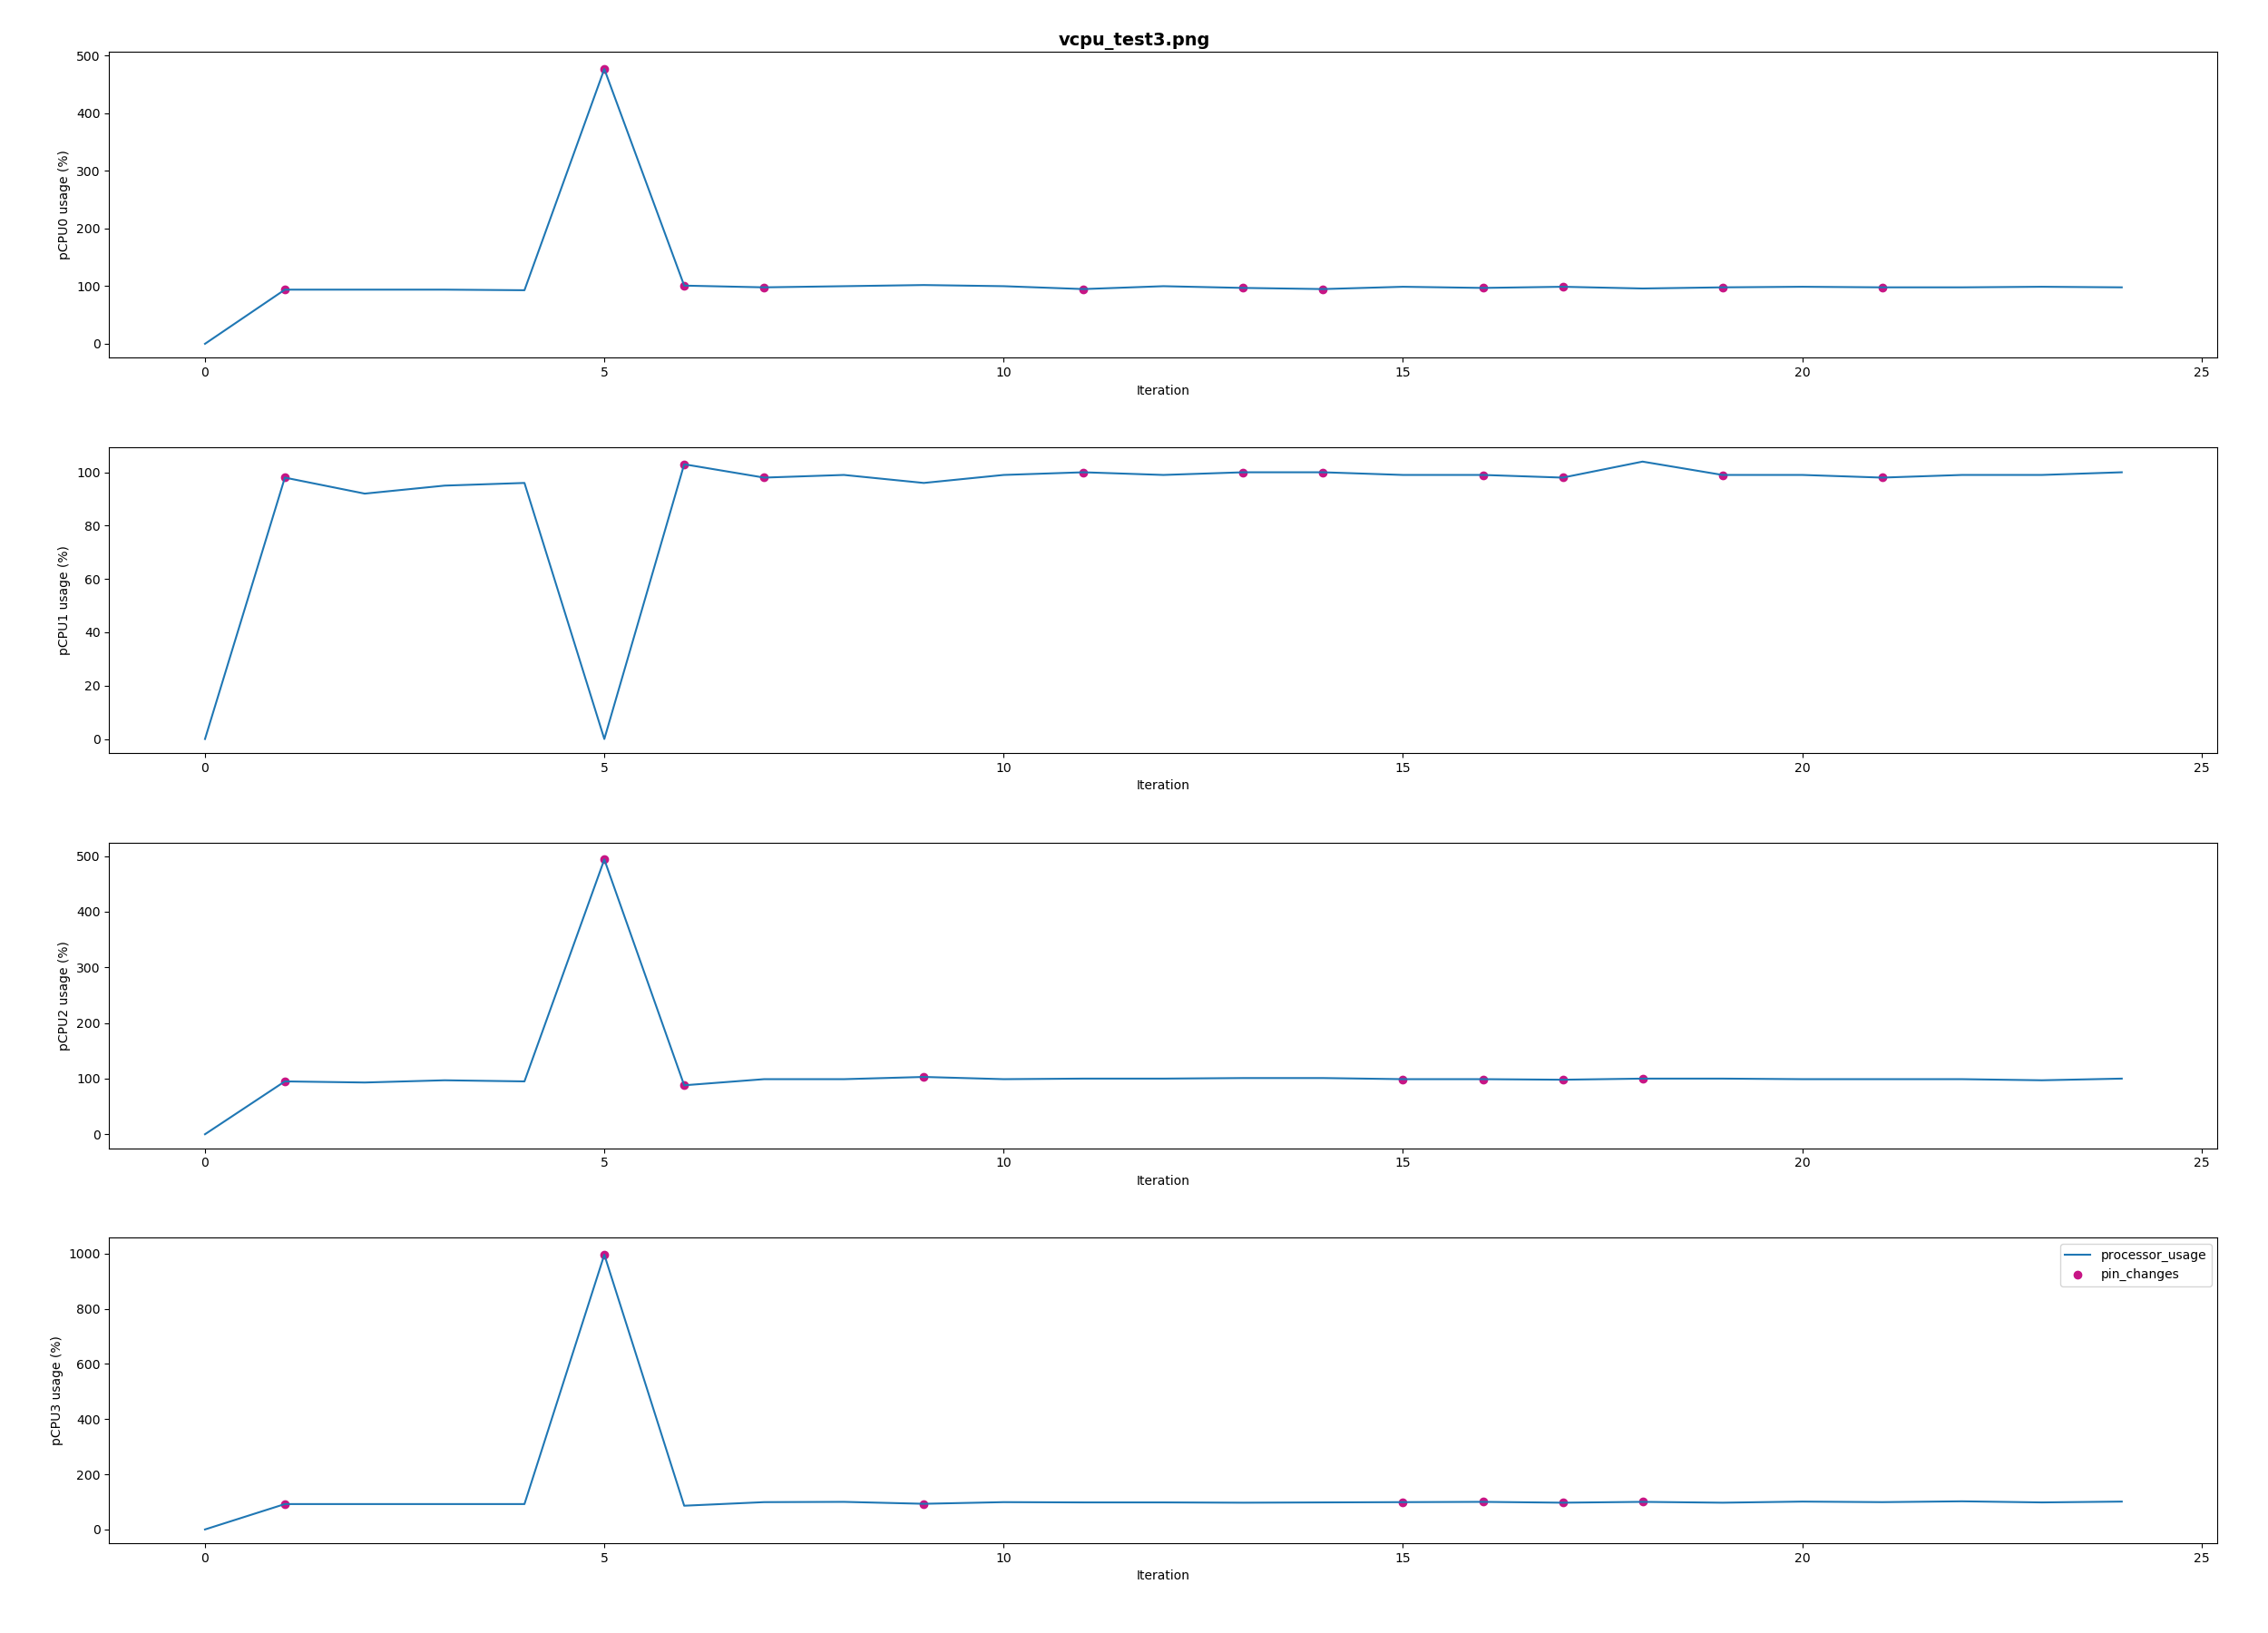 vcpu_test3.png
500
400
300
200
100
0
pCPU0 usage (%)
0 5 10 15 20 25
Iteration
100
80
60
40
20
0
pCPU1 usage (%)
0 5 10 15 20 25
Iteration
500
400
300
200
100
0
pCPU2 usage (%)
0 5 10 15 20 25
Iteration
1000
800
600
400
200
0
pCPU3 usage (%)
processor_usage
pin_changes
0 5 10 15 20 25
Iteration